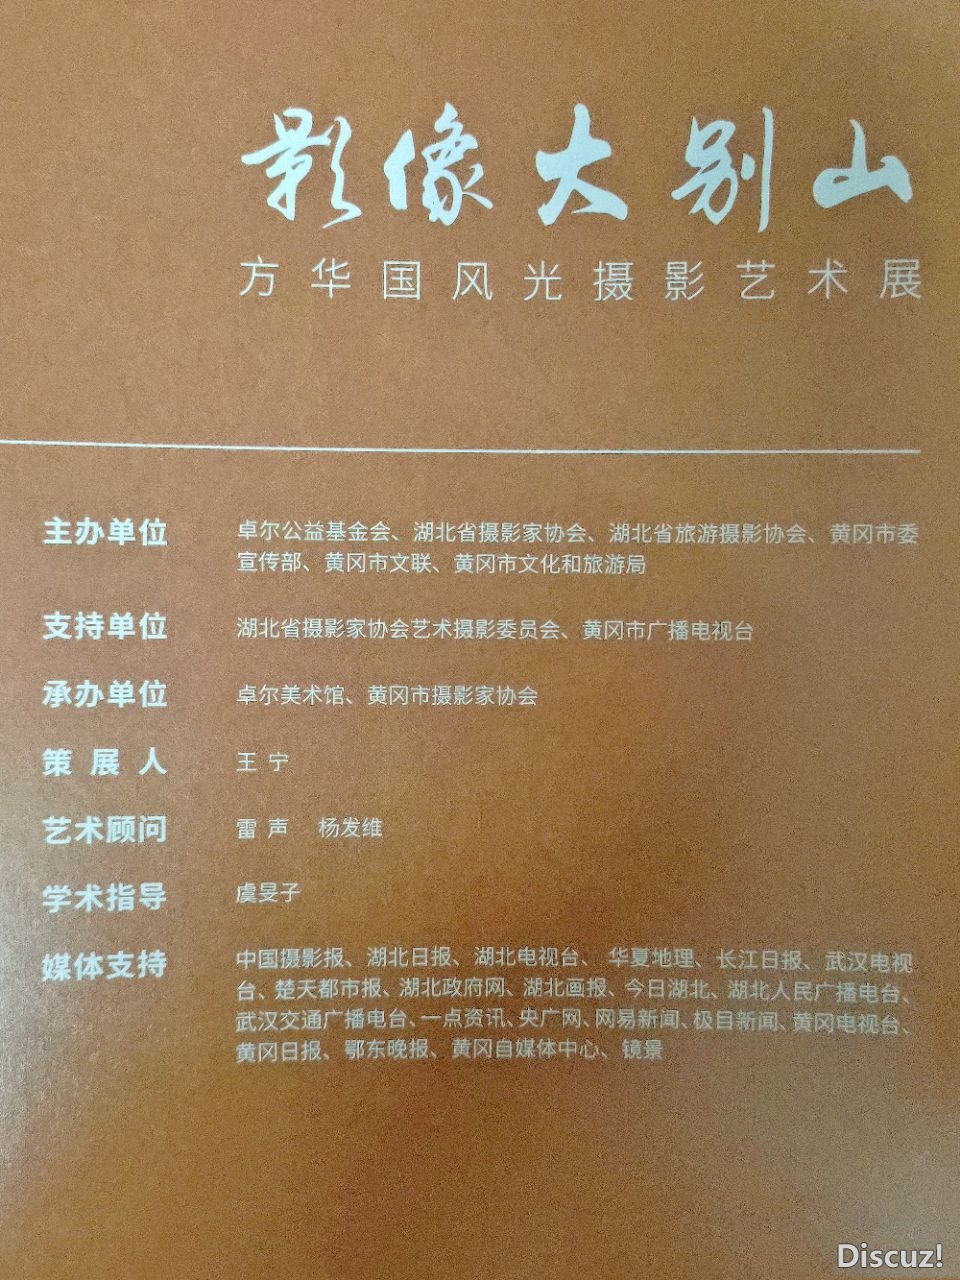 影像大别山
方华国风光摄影艺术展
主办单位 卓尔公益基金会、湖北省摄影家协会、湖北省旅游摄影协会、黄冈市委
宣传部、黄冈市文联、黄冈市文化和旅游局
支持单位 湖北省摄影家协会艺术摄影委员会、黄冈市广播电视台
承办单位 卓尔美术馆、黄冈市摄影家协会
策展人 王宁
艺术顾问 雷声 杨发维
学术指导 虞旻子
媒体支持 中国摄影报、湖北日报、湖北电视台、华夏地理、长江日报、武汉电视
台、楚天都市报、湖北政府网、湖北画报、今日湖北、湖北人民广播电台、
武汉交通广播电台、一点资讯、央广网、网易新闻、极目新闻、黄冈电视台、
黄冈日报、鄂东晚报、黄冈自媒体中心、镜景
Discuz!